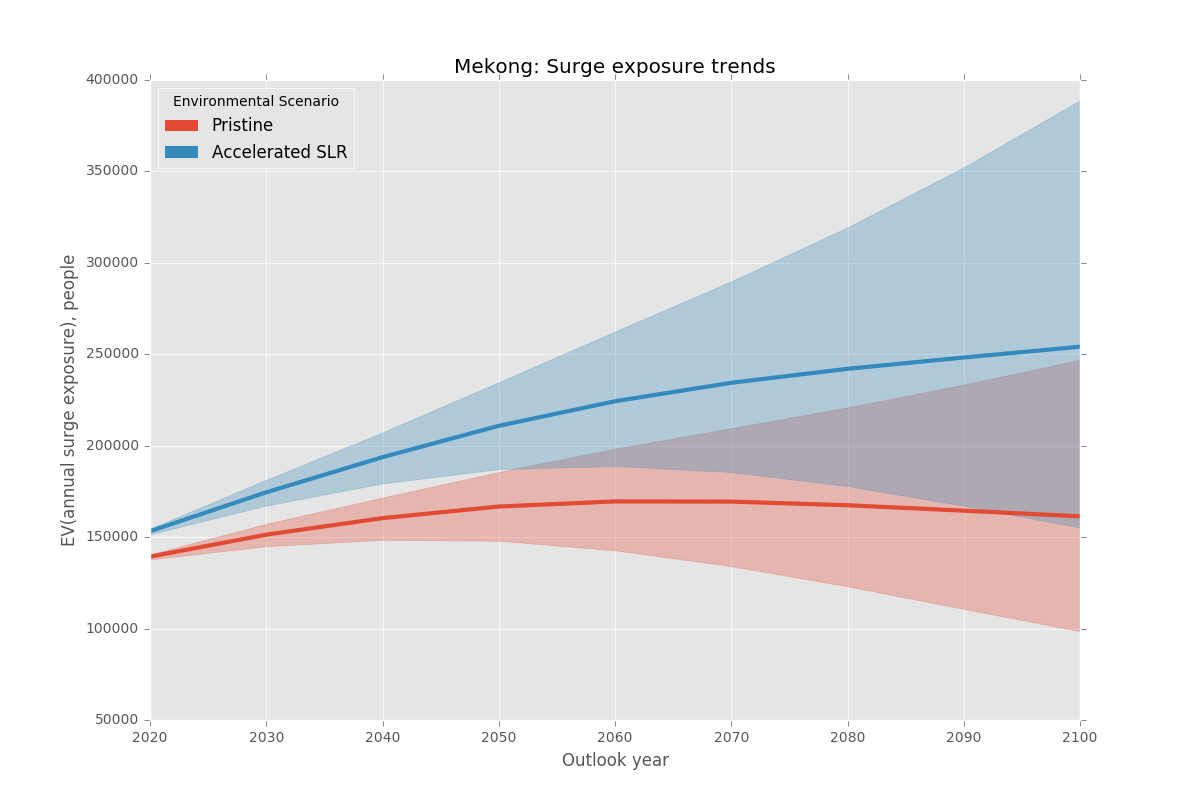 Mekong: Surge exposure trends
400000
350000
300000
250000
200000
150000
100000
50000
EV(annual surge exposure), people
Environmental Scenario
Pristine
Accelerated SLR
2020 2030 2040 2050 2060 2070 2080 2090 2100
Outlook year